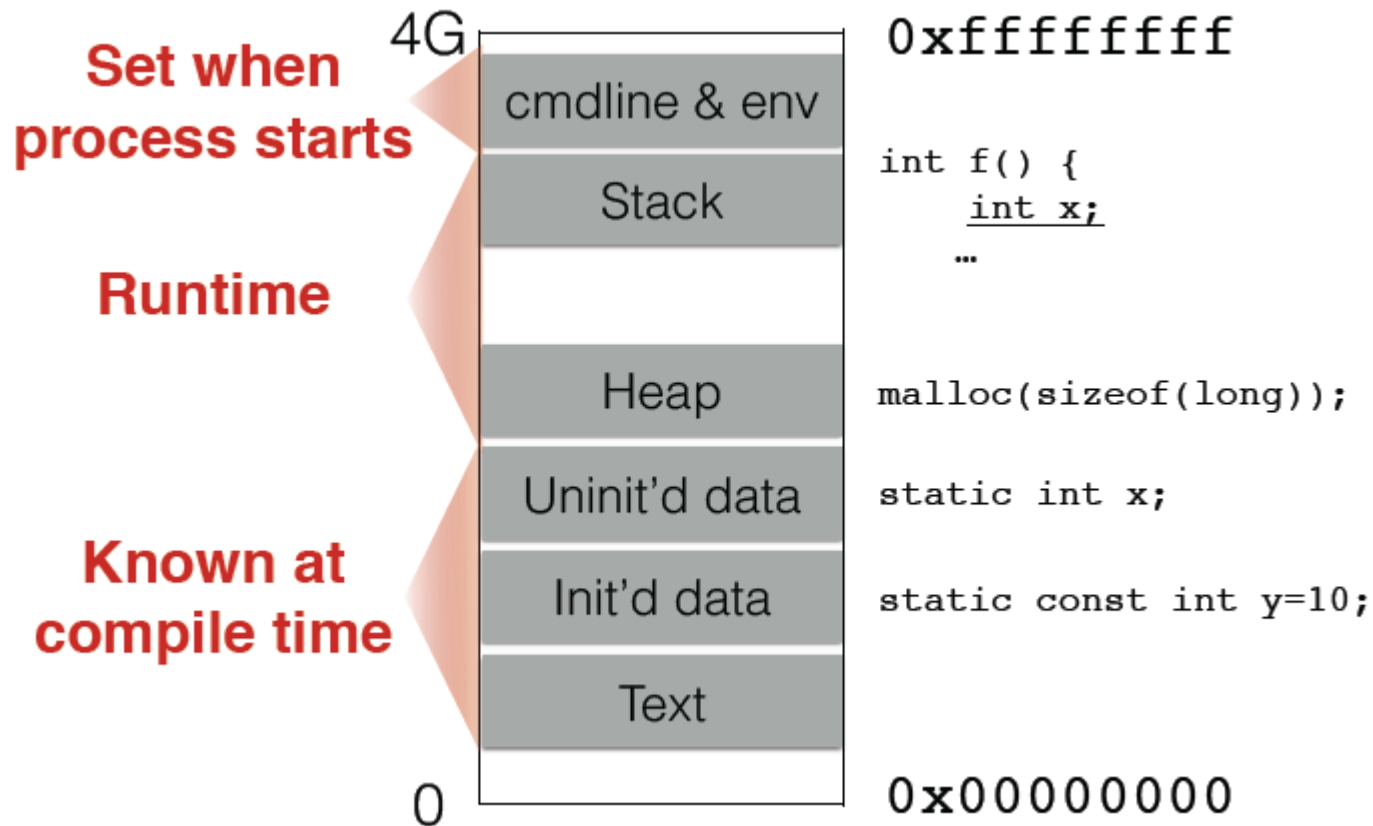 4G
0xffffffff
Set when
process starts
cmdline & env
int f() {
int x;
…
Stack
Runtime
Heap
malloc(sizeof(long));
Uninit’d data
static int x;
Known at
compile time
Init’d data
static const int y=10;
Text
0
0x00000000